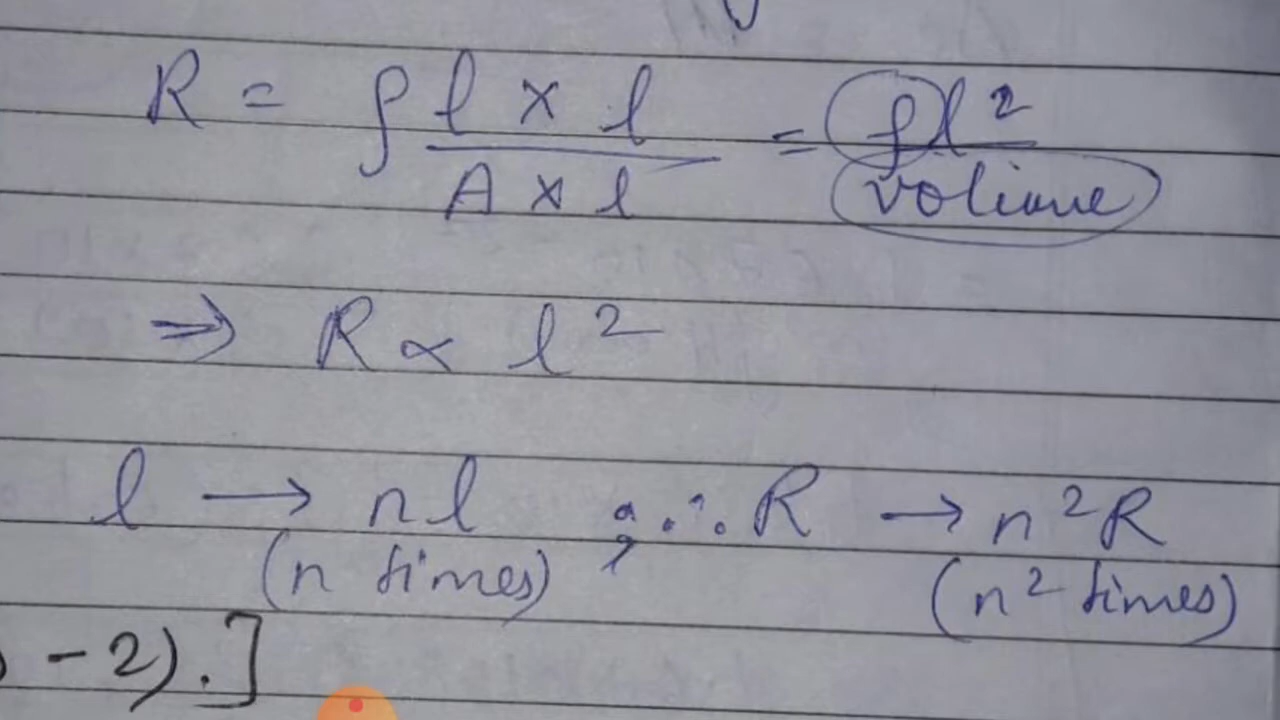 R = ρ l × l / A × l = ρl² / volume
⇒ R ∝ l²
l → nl ; ∴ R → n²R
(n times) (n² times)
- 2).]